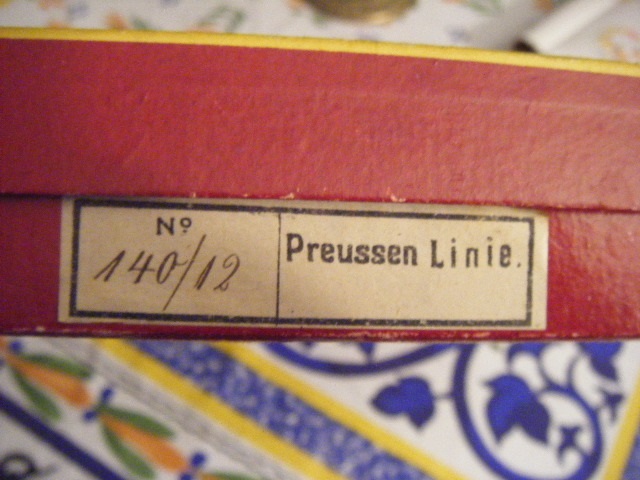 Nº
140/12
Preussen Linie.